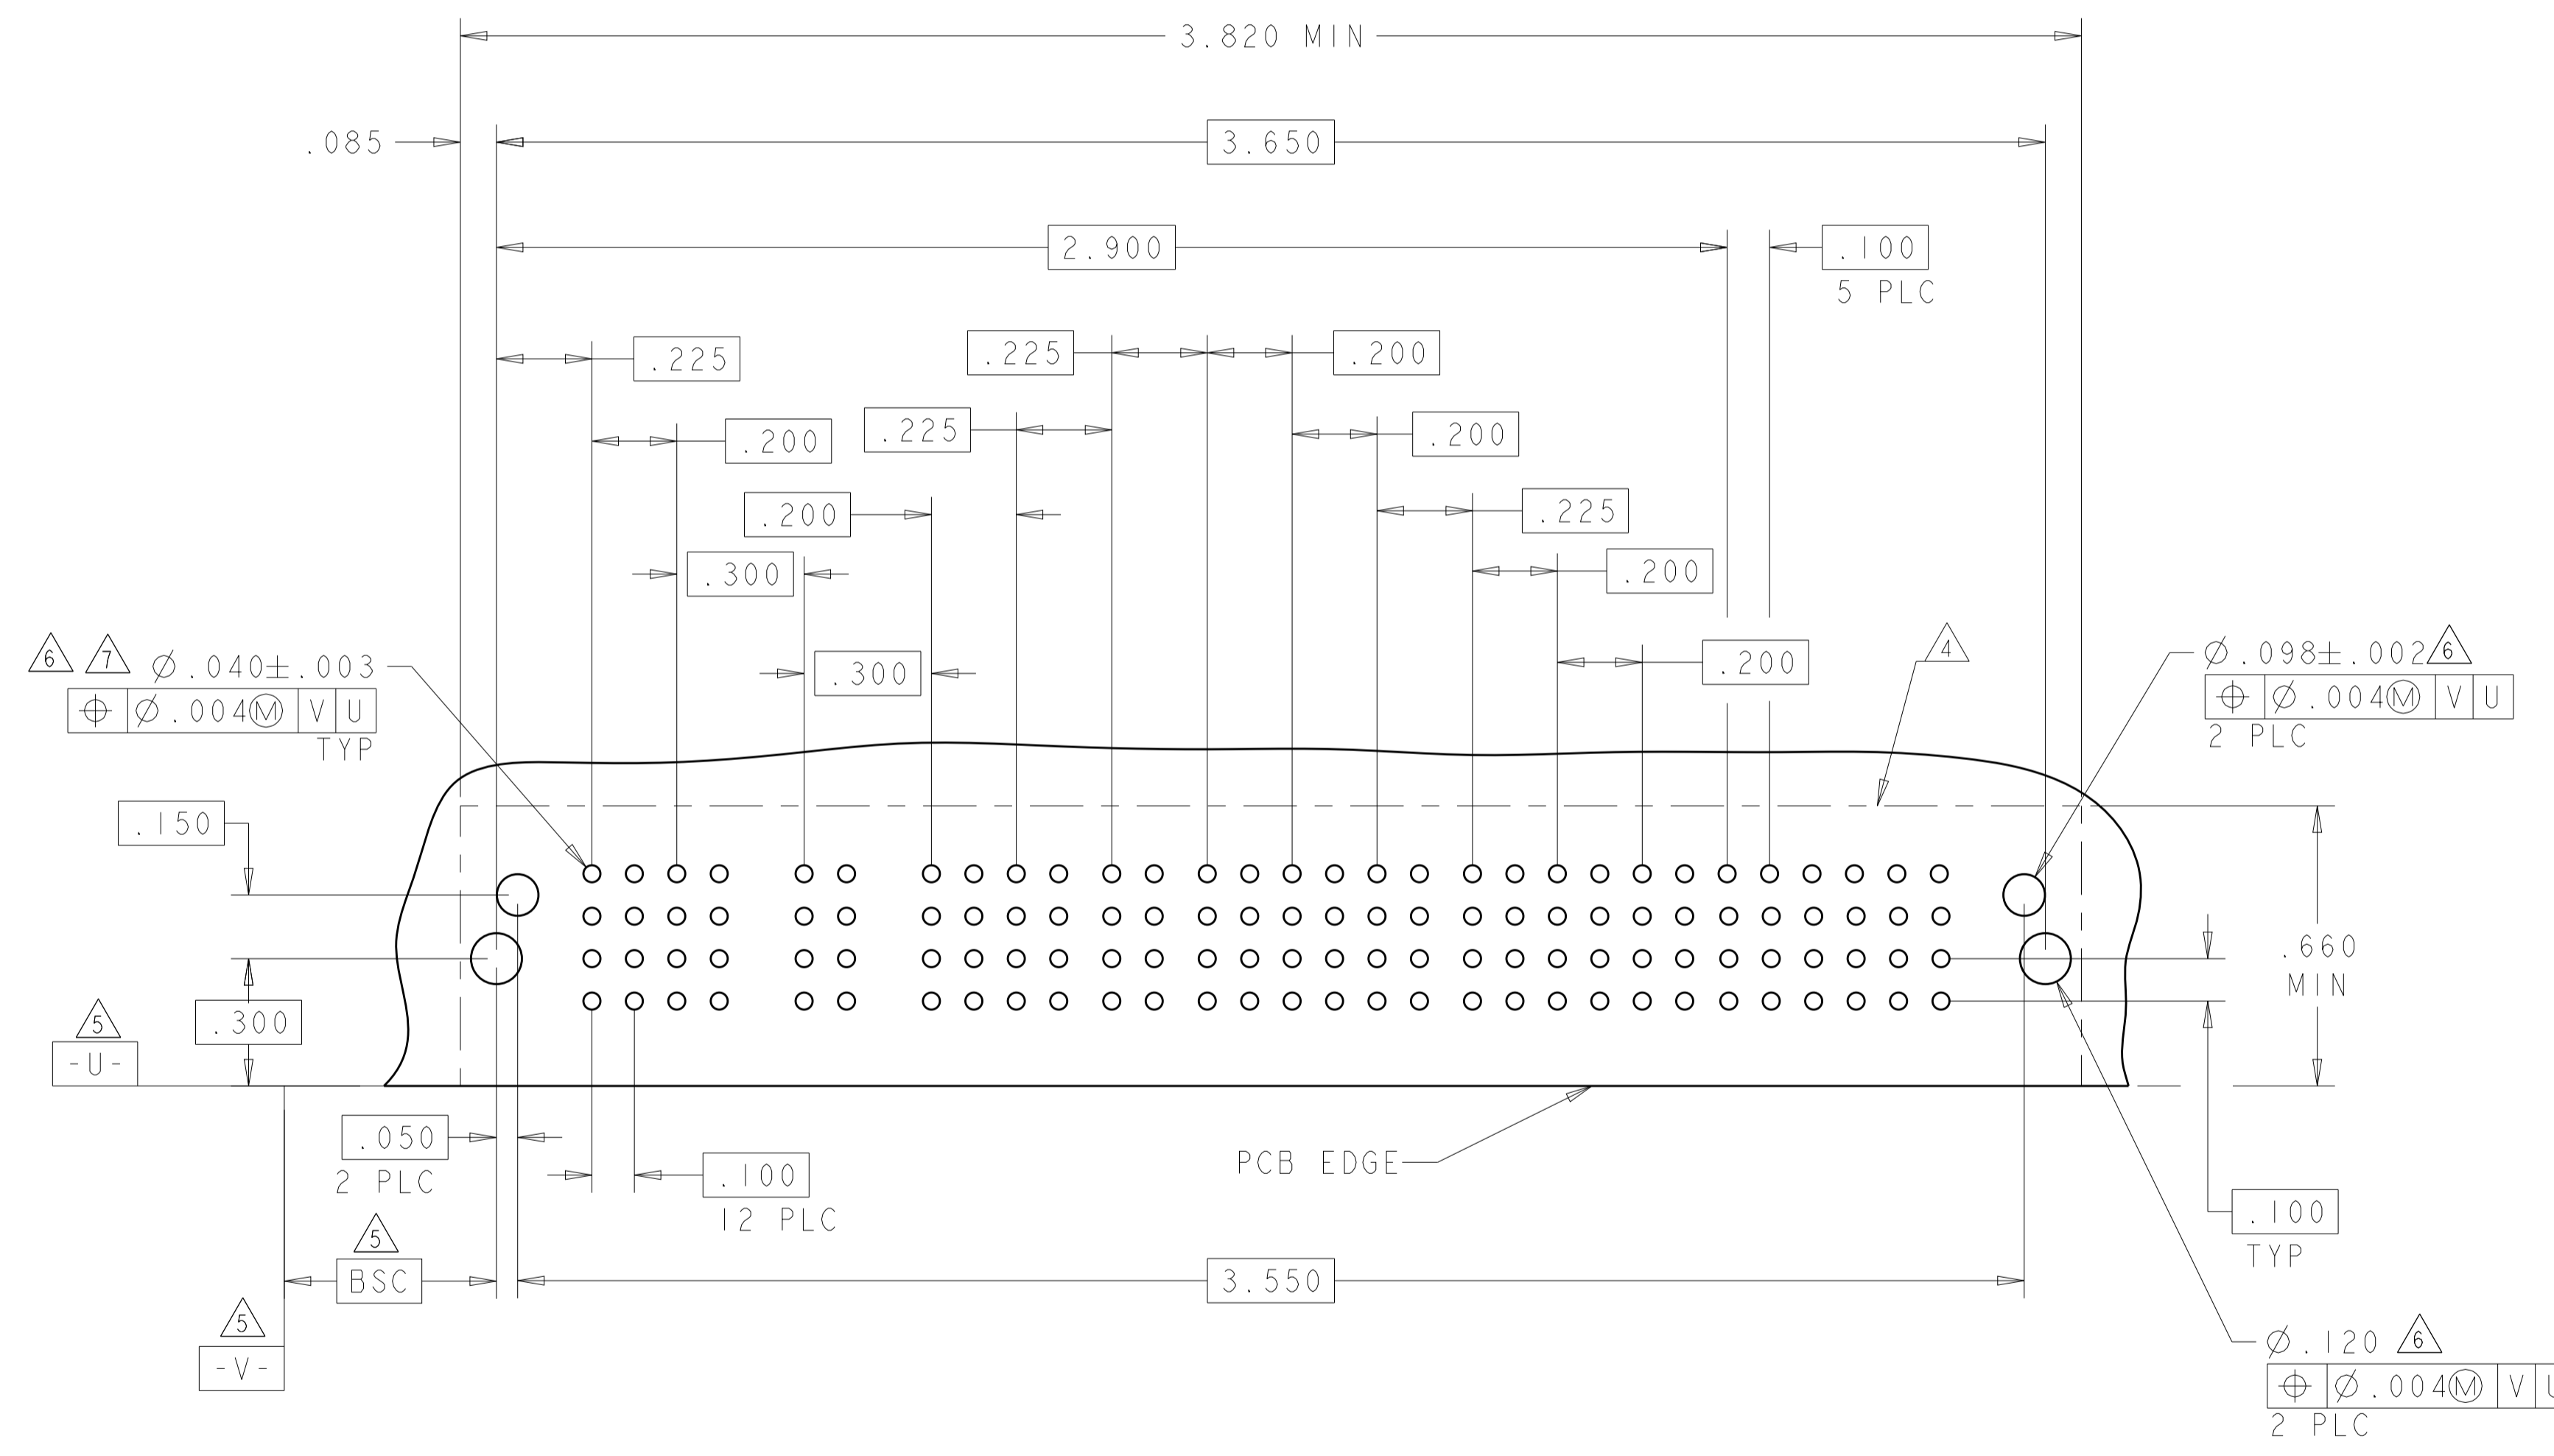 3.820 MIN
.085
3.650
2.900
.100
5 PLC
.225
.225
.200
.200
.225
.200
.200
.225
.300
.200
.300
.200
6 7 Ø.040±.003
⌖ Ø.004Ⓜ V U
TYP
4
Ø.098±.002 6
⌖ Ø.004Ⓜ V U
2 PLC
.150
.660
MIN
.300
5
-U-
.050
2 PLC
.100
12 PLC
PCB EDGE
.100
TYP
5
BSC
3.550
5
-V-
Ø.120 6
⌖ Ø.004Ⓜ V U
2 PLC